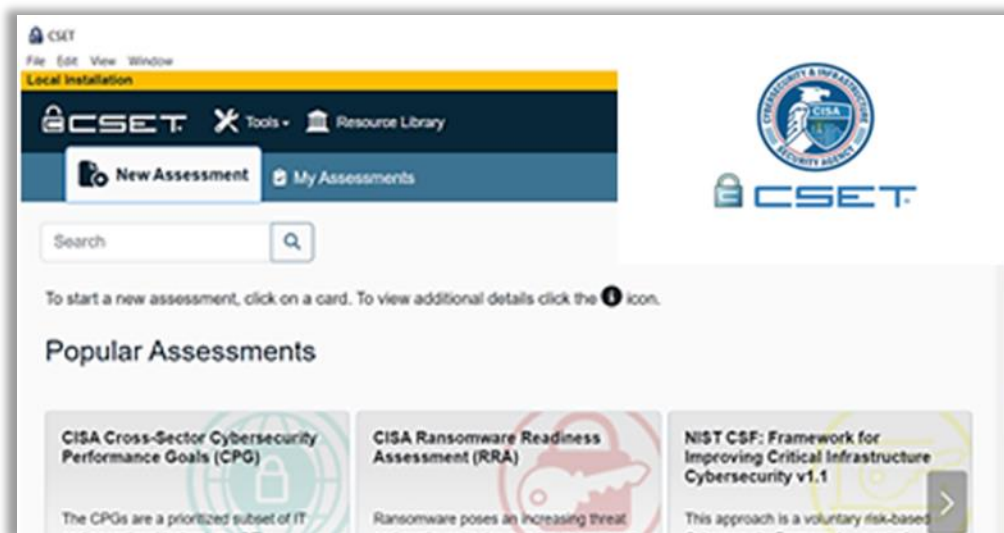 CSET
File Edit View Window
Local Installation
CSET Tools Resource Library
New Assessment My Assessments
CYBERSECURITY & INFRASTRUCTURE
CISA
SECURITY AGENCY
CSET
Search
To start a new assessment, click on a card. To view additional details click the icon.
Popular Assessments
CISA Cross-Sector Cybersecurity
Performance Goals (CPG)
The CPGs are a prioritized subset of IT
CISA Ransomware Readiness
Assessment (RRA)
Ransomware poses an increasing threat
NIST CSF: Framework for
Improving Critical Infrastructure
Cybersecurity v1.1
This approach is a voluntary risk-based